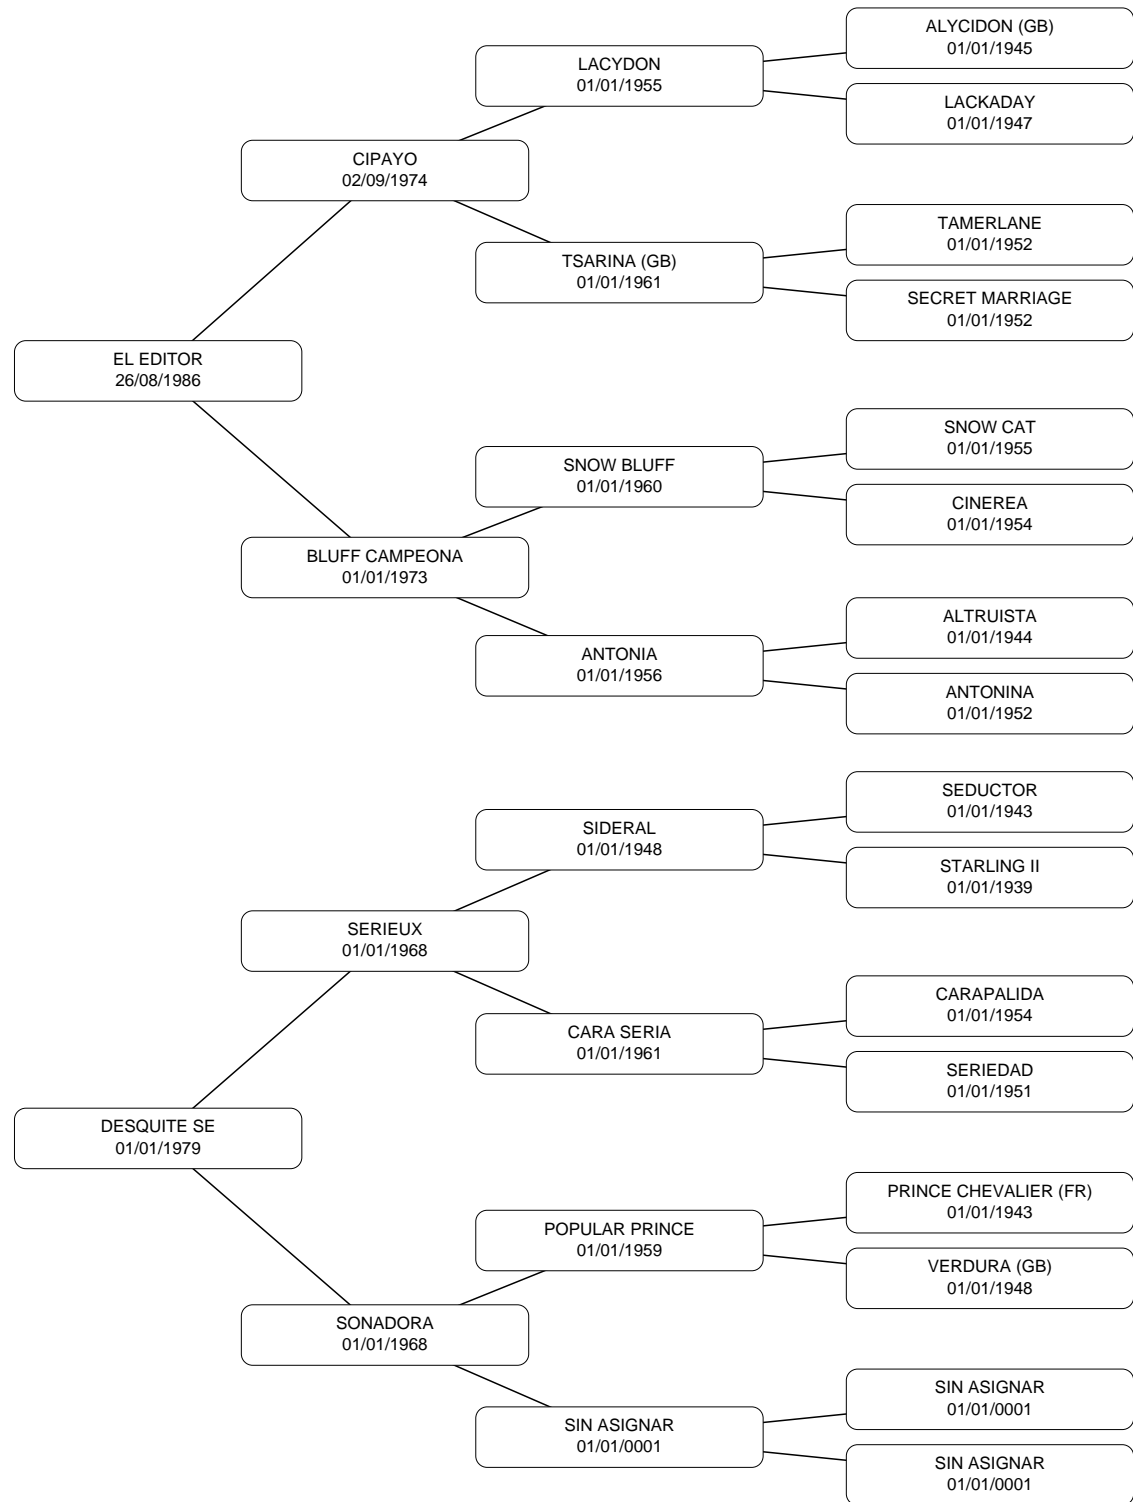 ALYCIDON (GB)
01/01/1945
LACYDON
01/01/1955
LACKADAY
01/01/1947
CIPAYO
02/09/1974
TAMERLANE
01/01/1952
TSARINA (GB)
01/01/1961
SECRET MARRIAGE
01/01/1952
EL EDITOR
26/08/1986
SNOW CAT
01/01/1955
SNOW BLUFF
01/01/1960
CINEREA
01/01/1954
BLUFF CAMPEONA
01/01/1973
ALTRUISTA
01/01/1944
ANTONIA
01/01/1956
ANTONINA
01/01/1952
SEDUCTOR
01/01/1943
SIDERAL
01/01/1948
STARLING II
01/01/1939
SERIEUX
01/01/1968
CARAPALIDA
01/01/1954
CARA SERIA
01/01/1961
SERIEDAD
01/01/1951
DESQUITE SE
01/01/1979
PRINCE CHEVALIER (FR)
01/01/1943
POPULAR PRINCE
01/01/1959
VERDURA (GB)
01/01/1948
SONADORA
01/01/1968
SIN ASIGNAR
01/01/0001
SIN ASIGNAR
01/01/0001
SIN ASIGNAR
01/01/0001